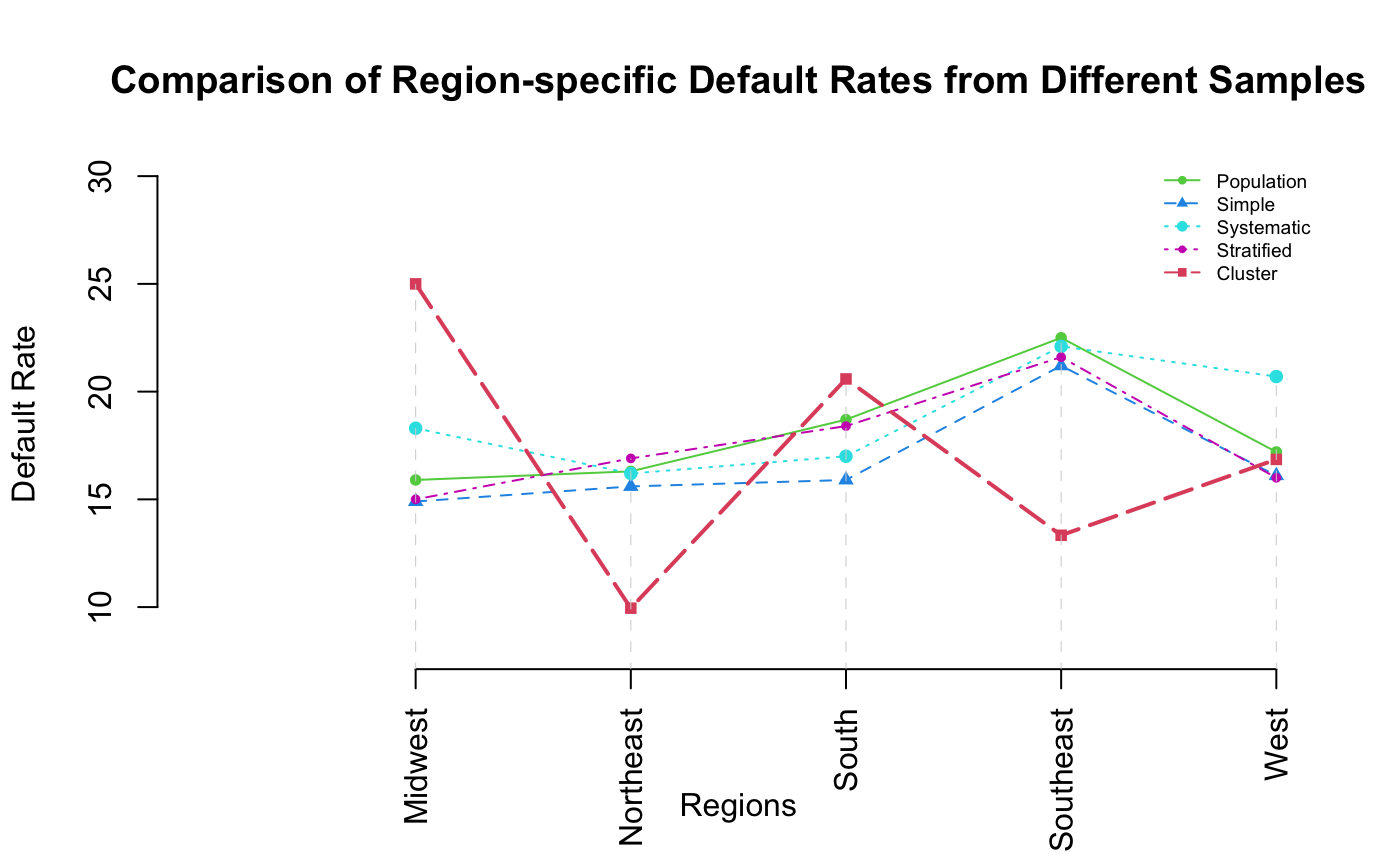 Comparison of Region-specific Default Rates from Different Samples
Default Rate
30
25
20
15
10
Population
Simple
Systematic
Stratified
Cluster
Midwest
Northeast
South
Southeast
West
Regions